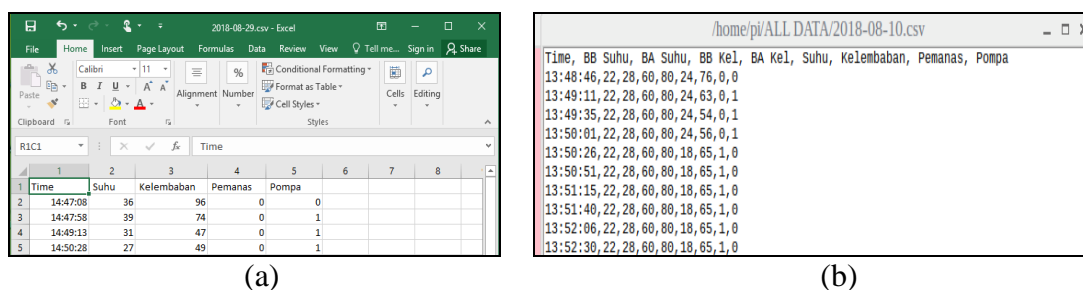 2018-08-29.csv - Excel
File Home Insert Page Layout Formulas Data Review View Tell me... Sign in Share
Paste
Calibri 11
B I U A A
Alignment
%
Number
Conditional Formatting
Format as Table
Cell Styles
Cells
Editing
Clipboard Font Styles
R1C1 fx Time
1 2 3 4 5 6 7 8
1 Time Suhu Kelembaban Pemanas Pompa
2 14:47:08 36 96 0 0
3 14:47:58 39 74 0 1
4 14:49:13 31 47 0 1
5 14:50:28 27 49 0 1
(a)
/home/pi/ALL DATA/2018-08-10.csv
Time, BB Suhu, BA Suhu, BB Kel, BA Kel, Suhu, Kelembaban, Pemanas, Pompa
13:48:46,22,28,60,80,24,76,0,0
13:49:11,22,28,60,80,24,63,0,1
13:49:35,22,28,60,80,24,54,0,1
13:50:01,22,28,60,80,24,56,0,1
13:50:26,22,28,60,80,18,65,1,0
13:50:51,22,28,60,80,18,65,1,0
13:51:15,22,28,60,80,18,65,1,0
13:51:40,22,28,60,80,18,65,1,0
13:52:06,22,28,60,80,18,65,1,0
13:52:30,22,28,60,80,18,65,1,0
(b)